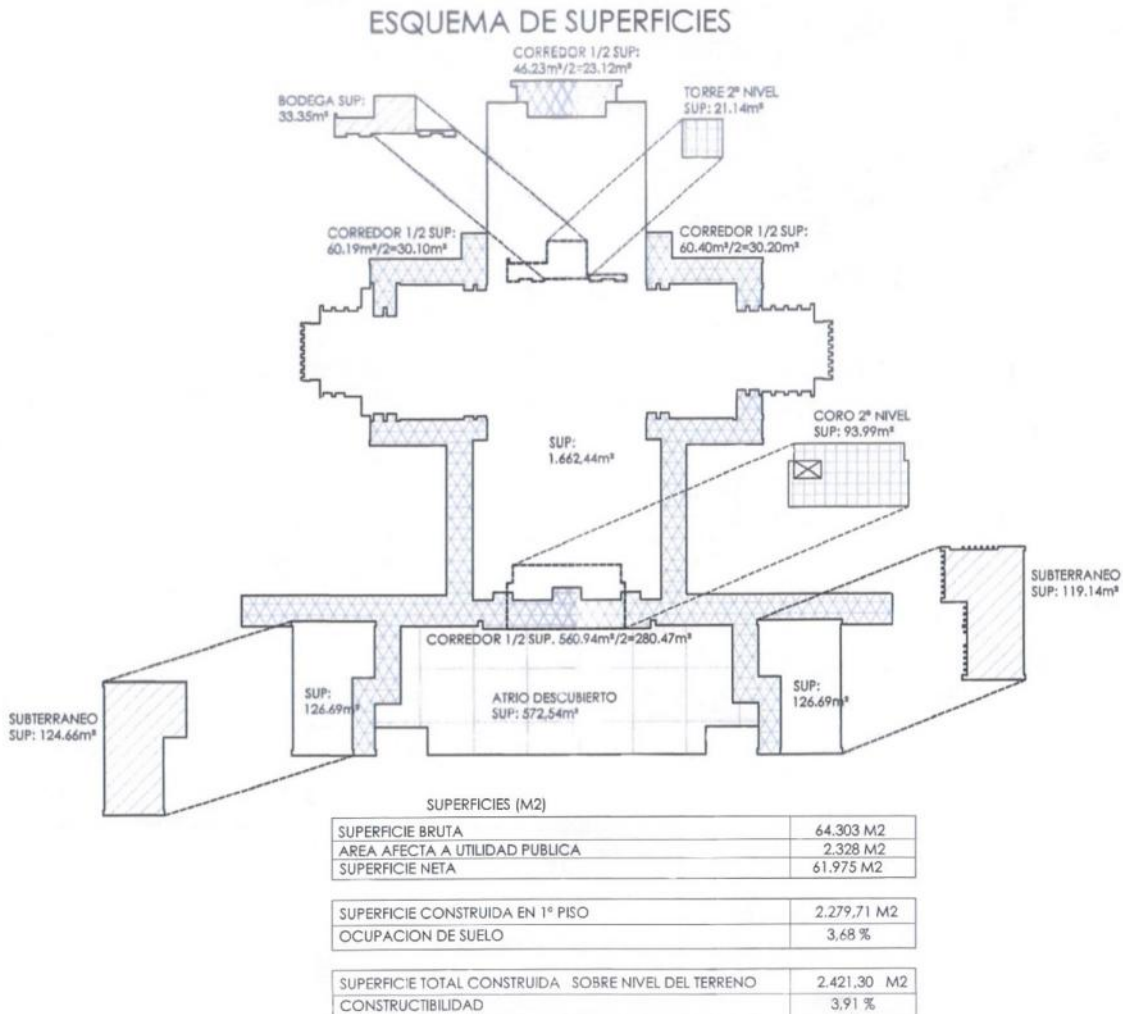 ESQUEMA DE SUPERFICIES
CORREDOR 1/2 SUP:
46.23m²/2=23.12m²
BODEGA SUP:
33.35m²
TORRE 2º NIVEL
SUP: 21.14m²
CORREDOR 1/2 SUP:
60.19m²/2=30.10m²
CORREDOR 1/2 SUP:
60.40m²/2=30.20m²
CORO 2º NIVEL
SUP: 93.99m²
SUP:
1.662,44m²
SUBTERRANEO
SUP: 119.14m²
CORREDOR 1/2 SUP. 560.94m²/2=280.47m²
SUP:
126.69m²
ATRIO DESCUBIERTO
SUP: 572,54m²
SUP:
126.69m²
SUBTERRANEO
SUP: 124.66m²
SUPERFICIES (M2)
SUPERFICIE BRUTA 64.303 M2
AREA AFECTA A UTILIDAD PUBLICA 2.328 M2
SUPERFICIE NETA 61.975 M2
SUPERFICIE CONSTRUIDA EN 1º PISO 2.279,71 M2
OCUPACION DE SUELO 3,68 %
SUPERFICIE TOTAL CONSTRUIDA SOBRE NIVEL DEL TERRENO 2.421,30 M2
CONSTRUCTIBILIDAD 3,91 %